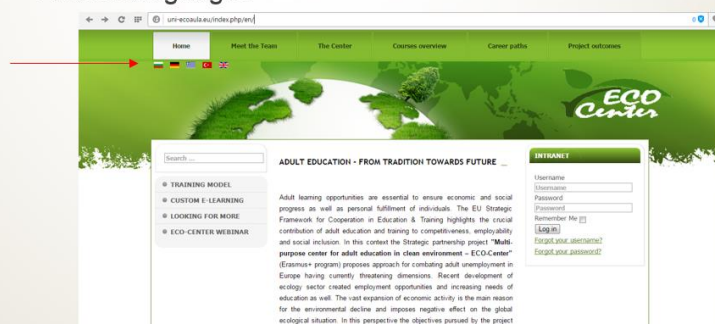 uni-ecoaula.eu/index.php/en/
Home
Meet the Team
The Center
Courses overview
Career paths
Project outcomes
ECO
Center
Search ...
TRAINING MODEL
CUSTOM E-LEARNING
LOOKING FOR MORE
ECO-CENTER WEBINAR
ADULT EDUCATION - FROM TRADITION TOWARDS FUTURE ...
Adult learning opportunities are essential to ensure economic and social
progress as well as personal fulfillment of individuals. The EU Strategic
Framework for Cooperation in Education & Training highlights the crucial
contribution of adult education and training to competitiveness, employability
and social inclusion. In this context the Strategic partnership project "Multi-
purpose center for adult education in clean environment – ECO-Center"
(Erasmus+ program) proposes approach for combating adult unemployment in
Europe having currently threatening dimensions. Recent development of
ecology sector created employment opportunities and increasing needs of
education as well. The vast expansion of economic activity is the main reason
for the environmental decline and imposes negative effect on the global
ecological situation. In this perspective the objectives pursued by the project
INTRANET
Username
Username
Password
Password
Remember Me
Log in
Forgot your username?
Forgot your password?